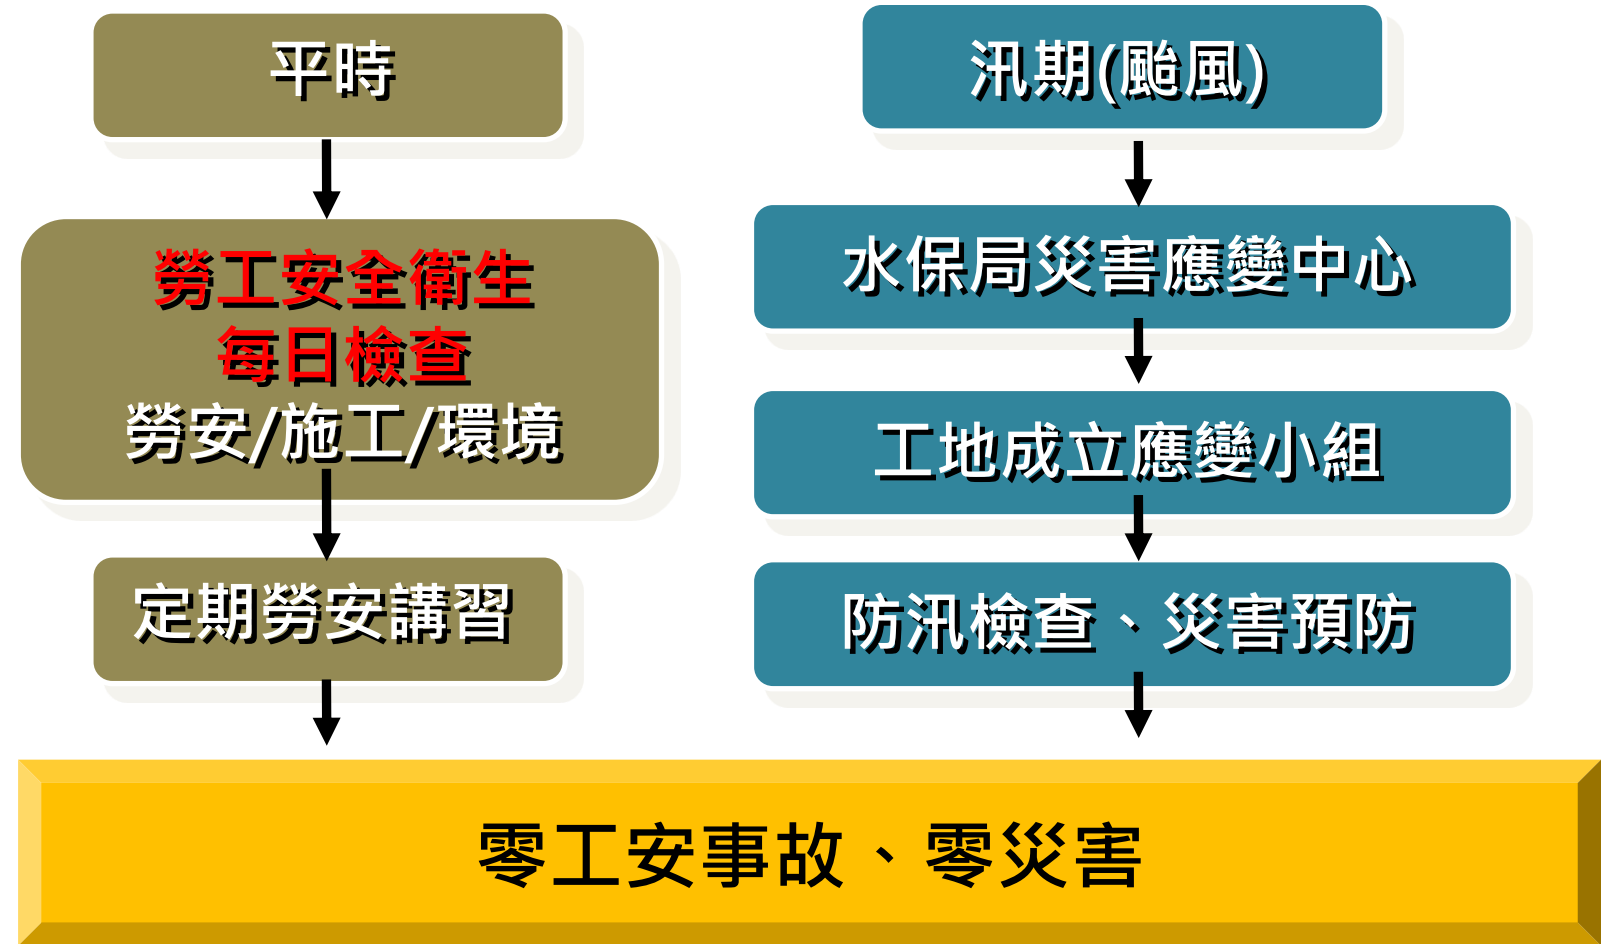 平時
勞工安全衛生
每日檢查
勞安/施工/環境
定期勞安講習
汛期(颱風)
水保局災害應變中心
工地成立應變小組
防汛檢查、災害預防
零工安事故、零災害